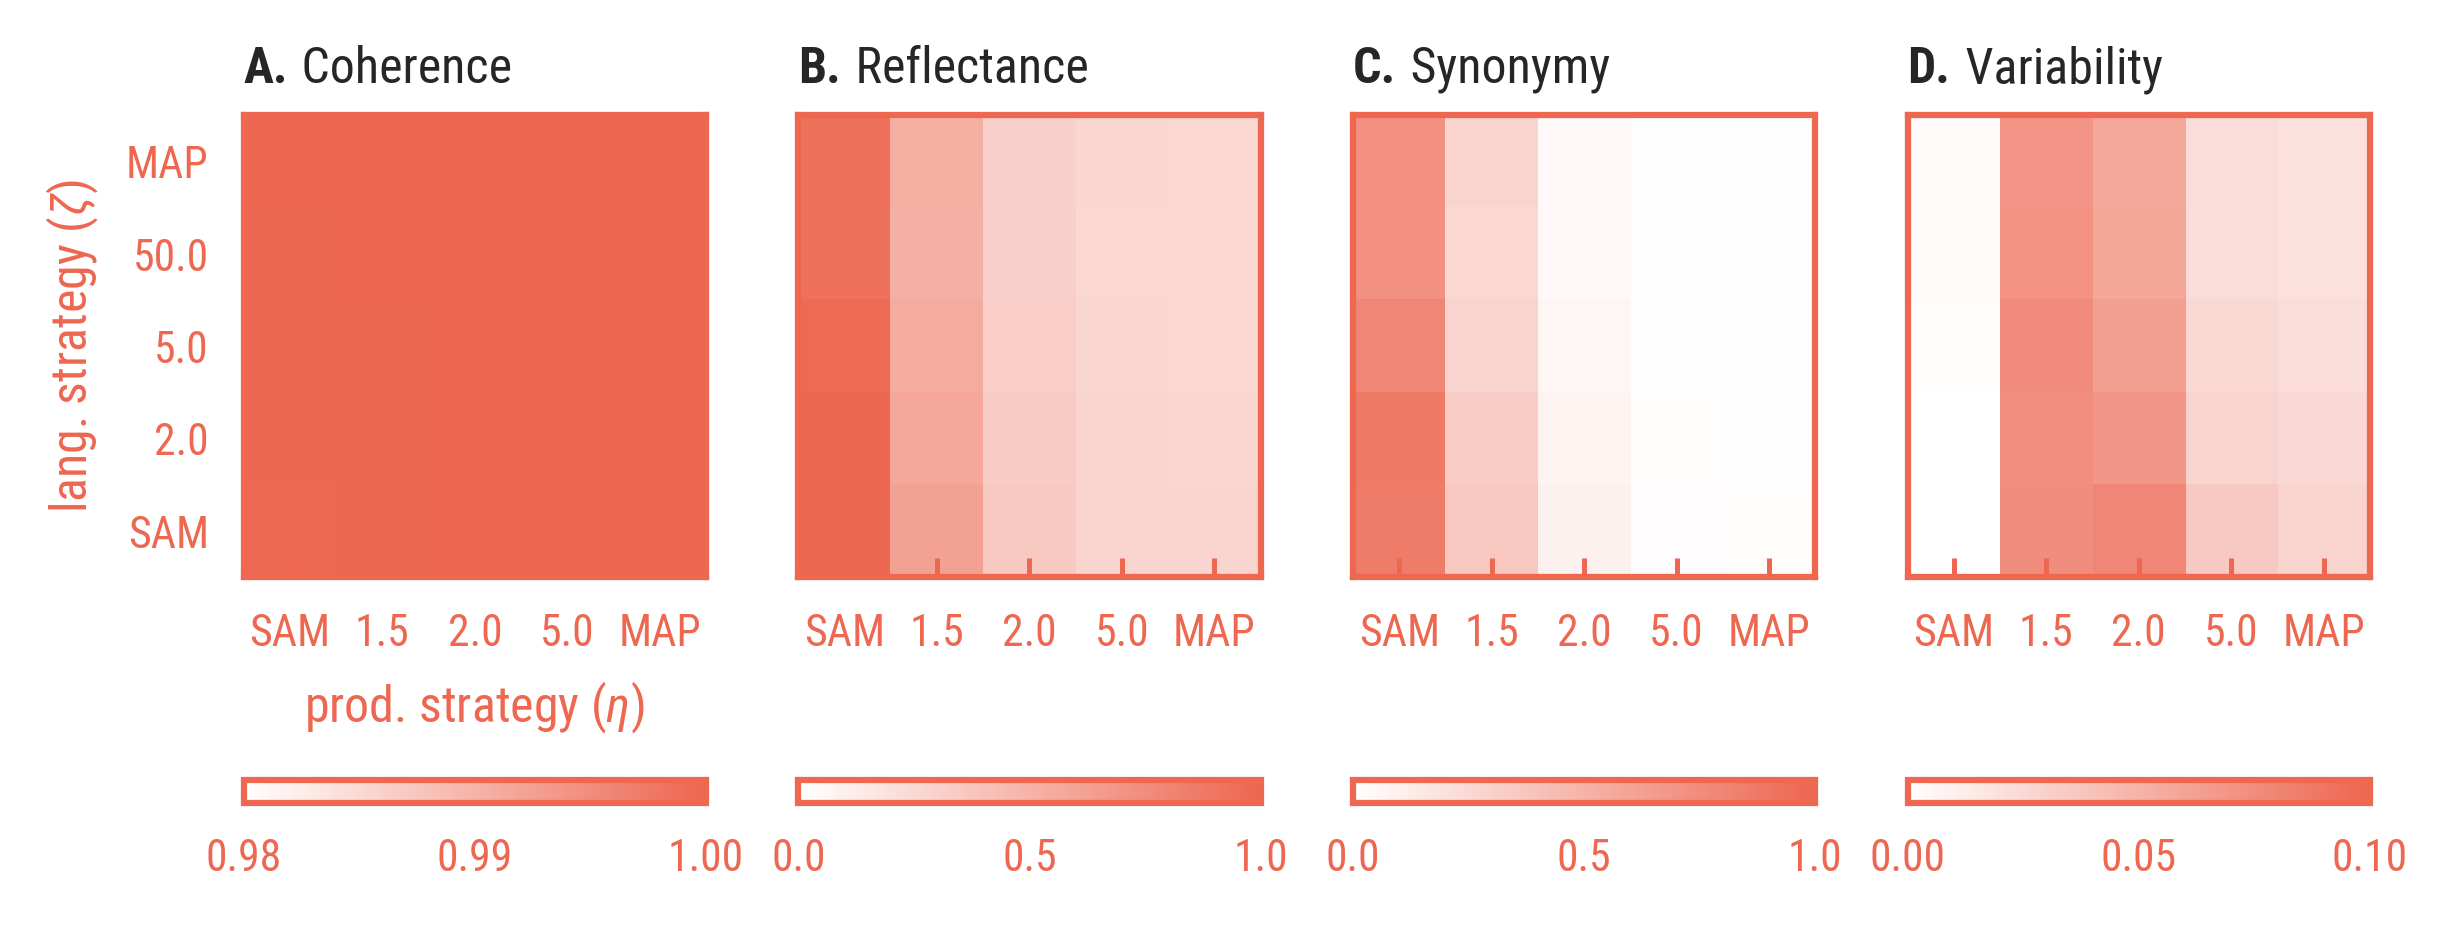 A. Coherence
B. Reflectance
C. Synonymy
D. Variability
lang. strategy (ζ)
MAP
50.0
5.0
2.0
SAM
SAM 1.5 2.0 5.0 MAP
SAM 1.5 2.0 5.0 MAP
SAM 1.5 2.0 5.0 MAP
SAM 1.5 2.0 5.0 MAP
prod. strategy (η)
0.98 0.99 1.00
0.0 0.5 1.0
0.0 0.5 1.0
0.00 0.05 0.10